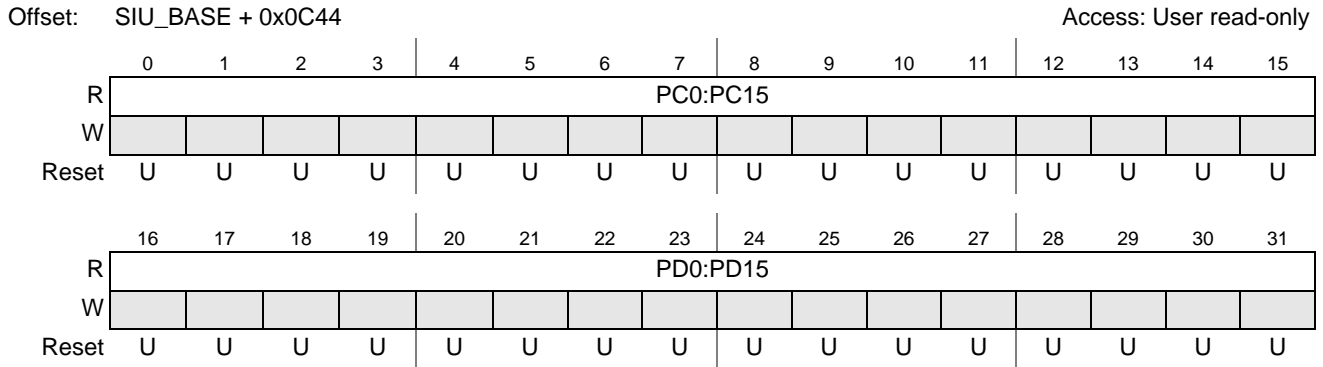 Offset: SIU_BASE + 0x0C44 Access: User read-only
0 1 2 3 4 5 6 7 8 9 10 11 12 13 14 15
R PC0:PC15
W
Reset U U U U U U U U U U U U U U U U
16 17 18 19 20 21 22 23 24 25 26 27 28 29 30 31
R PD0:PD15
W
Reset U U U U U U U U U U U U U U U U